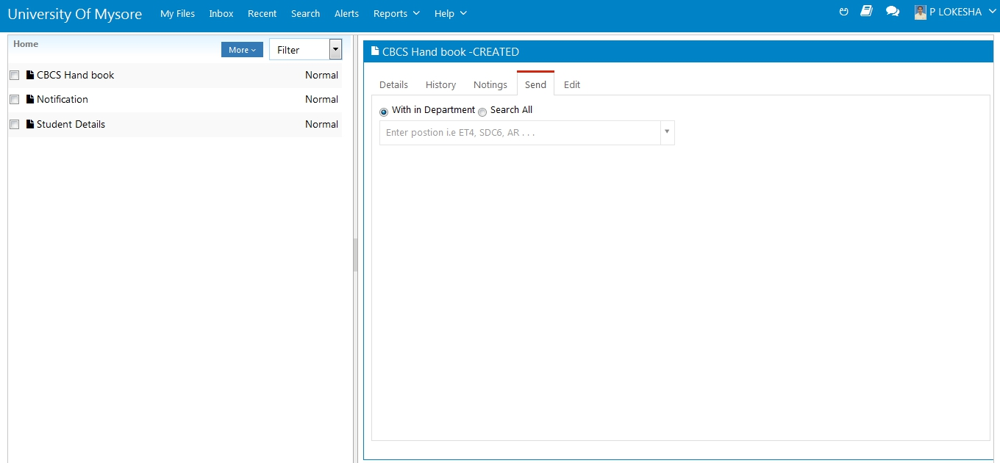 University Of Mysore My Files Inbox Recent Search Alerts Reports Help P LOKESHA
Home More Filter
CBCS Hand book Normal
Notification Normal
Student Details Normal
CBCS Hand book -CREATED
Details History Notings Send Edit
With in Department Search All
Enter postion i.e ET4, SDC6, AR . . .